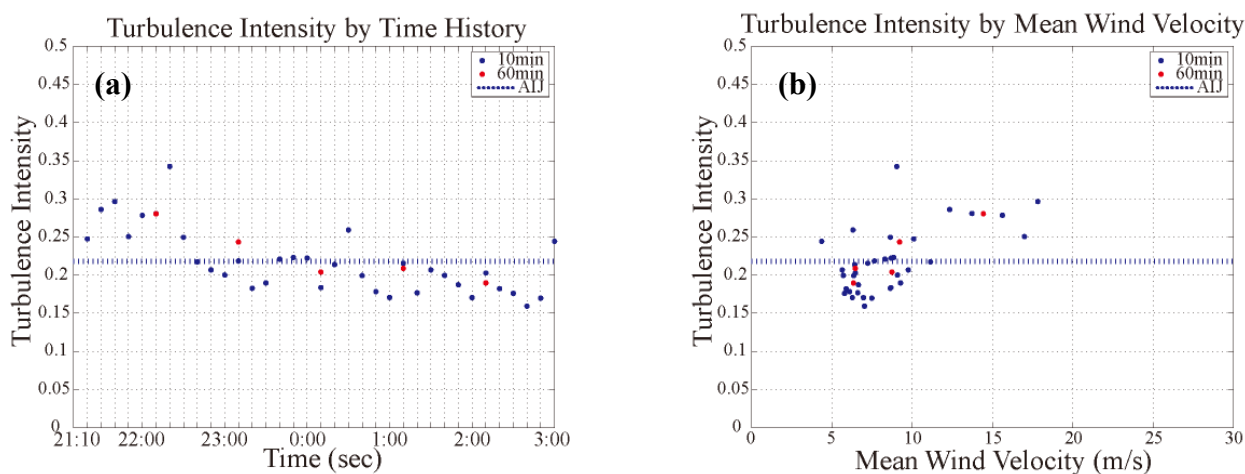 Turbulence Intensity by Time History
0.5
0.45
0.4
0.35
0.3
0.25
0.2
0.15
0.1
0.05
0
Turbulence Intensity
(a)
10min
60min
AIJ
21:10 22:00 23:00 0:00 1:00 2:00 3:00
Time (sec)
Turbulence Intensity by Mean Wind Velocity
0.5
0.45
0.4
0.35
0.3
0.25
0.2
0.15
0.1
0.05
0
Turbulence Intensity
(b)
10min
60min
AIJ
0 5 10 15 20 25 30
Mean Wind Velocity (m/s)